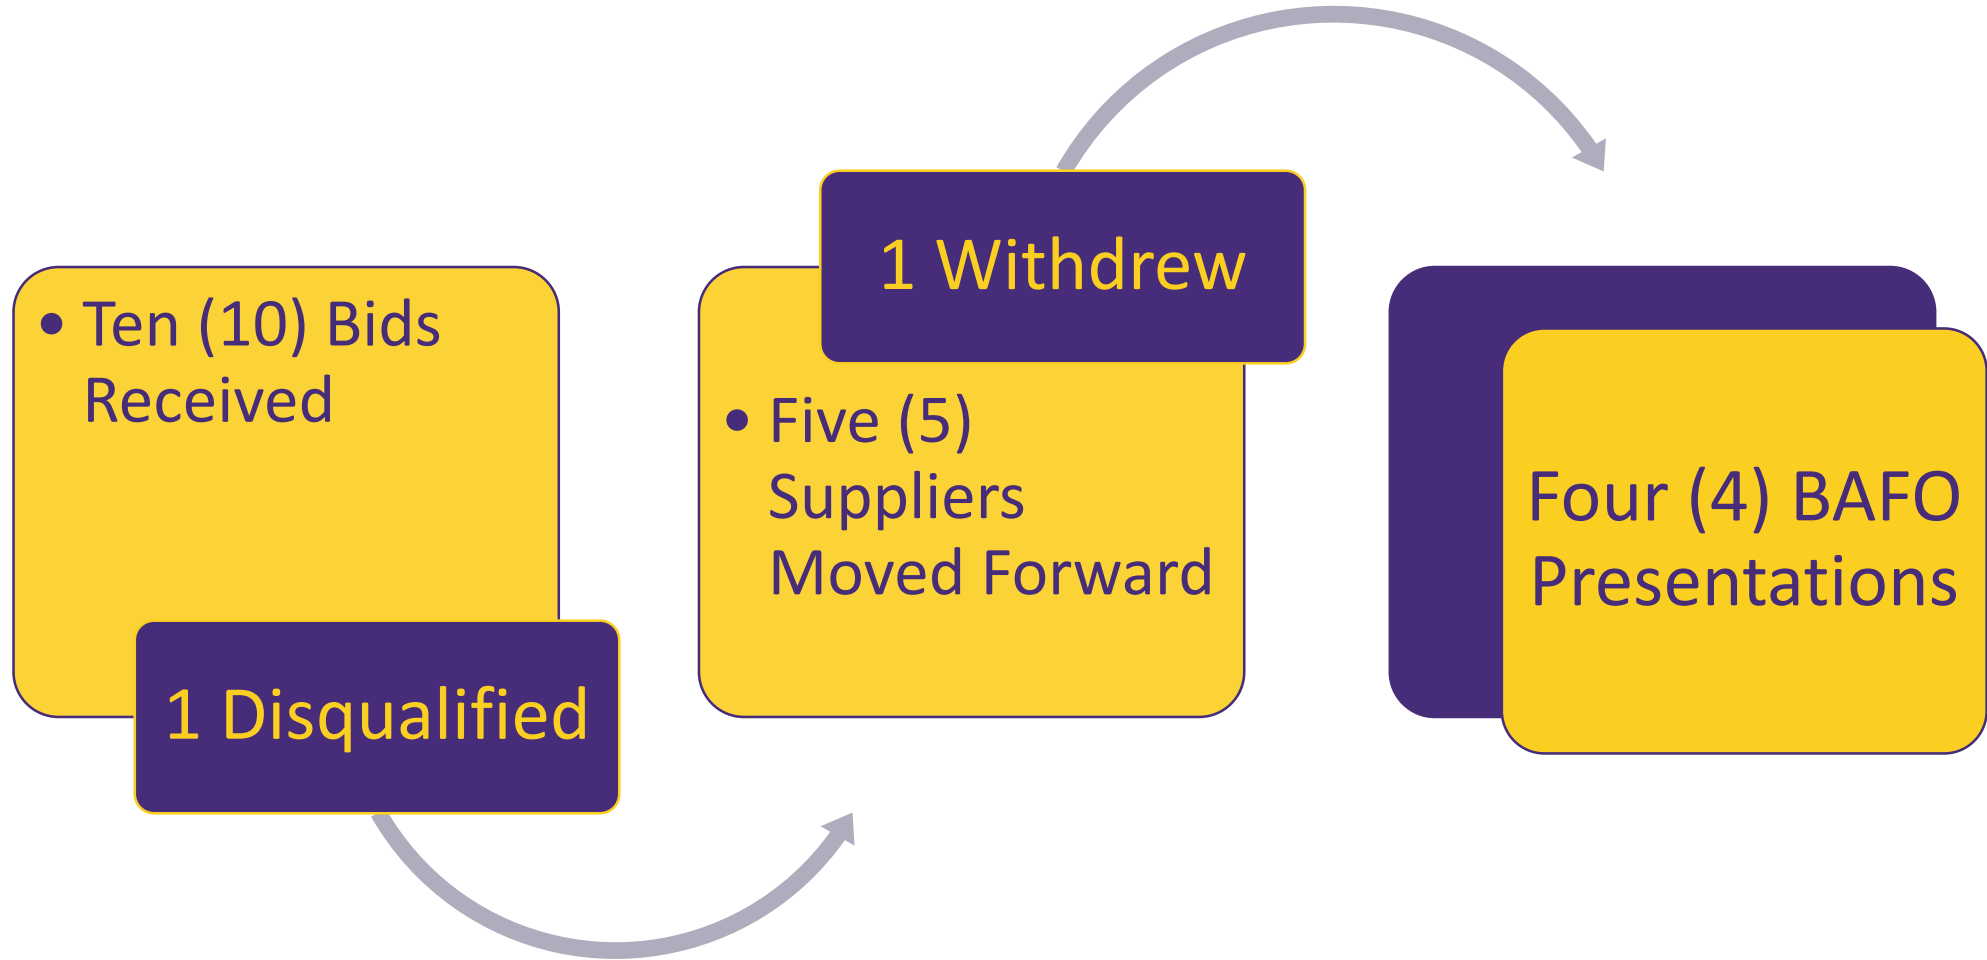 • Ten (10) Bids
Received
1 Disqualified
1 Withdrew
• Five (5)
Suppliers
Moved Forward
Four (4) BAFO
Presentations